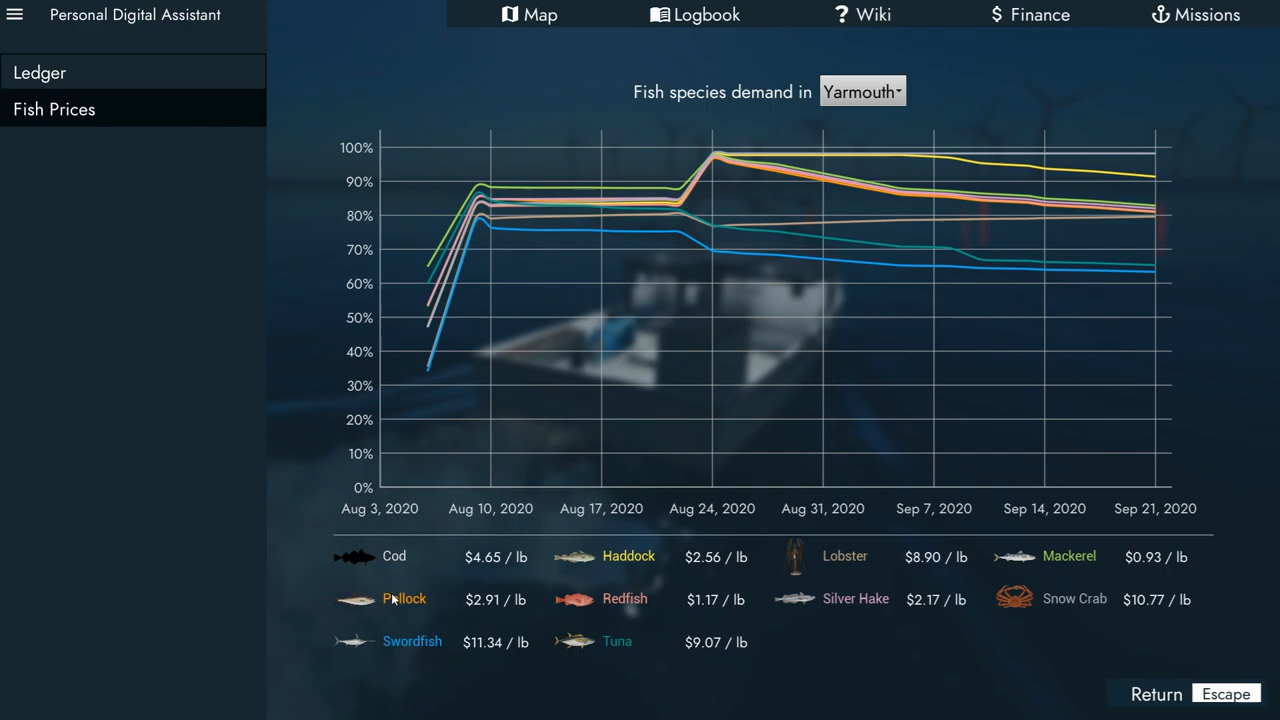 Personal Digital Assistant
Map
Logbook
? Wiki
$ Finance
Missions
Ledger
Fish Prices
Fish species demand in Yarmouth
100%
90%
80%
70%
60%
50%
40%
30%
20%
10%
0%
Aug 3, 2020 Aug 10, 2020 Aug 17, 2020 Aug 24, 2020 Aug 31, 2020 Sep 7, 2020 Sep 14, 2020 Sep 21, 2020
Cod $4.65 / lb Haddock $2.56 / lb Lobster $8.90 / lb Mackerel $0.93 / lb
Pollock $2.91 / lb Redfish $1.17 / lb Silver Hake $2.17 / lb Snow Crab $10.77 / lb
Swordfish $11.34 / lb Tuna $9.07 / lb
Return Escape